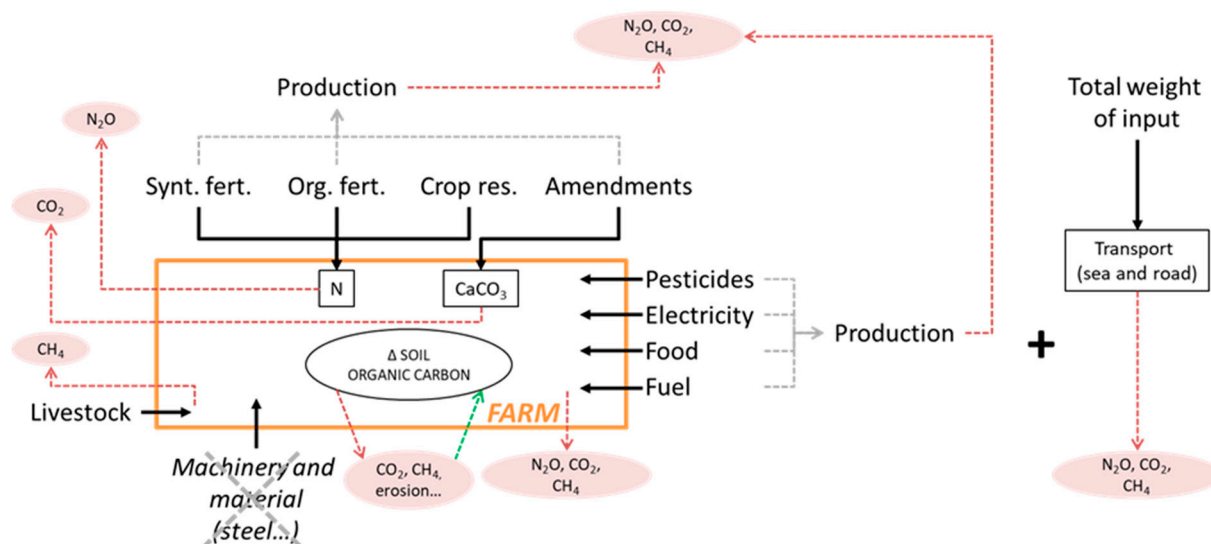 N₂O, CO₂,
CH₄
Production
Total weight
of input
N₂O
Synt. fert.
Org. fert.
Crop res.
Amendments
CO₂
Transport
(sea and road)
N
CaCO₃
Pesticides
Electricity
Production
+
Food
Fuel
CH₄
Δ SOIL
ORGANIC CARBON
Livestock
FARM
Machinery and
material
(steel...)
CO₂, CH₄,
erosion...
N₂O, CO₂,
CH₄
N₂O, CO₂,
CH₄